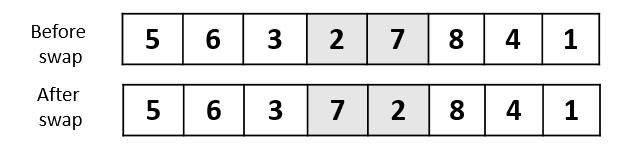 Before
swap
5 6 3 2 7 8 4 1
After
swap
5 6 3 7 2 8 4 1